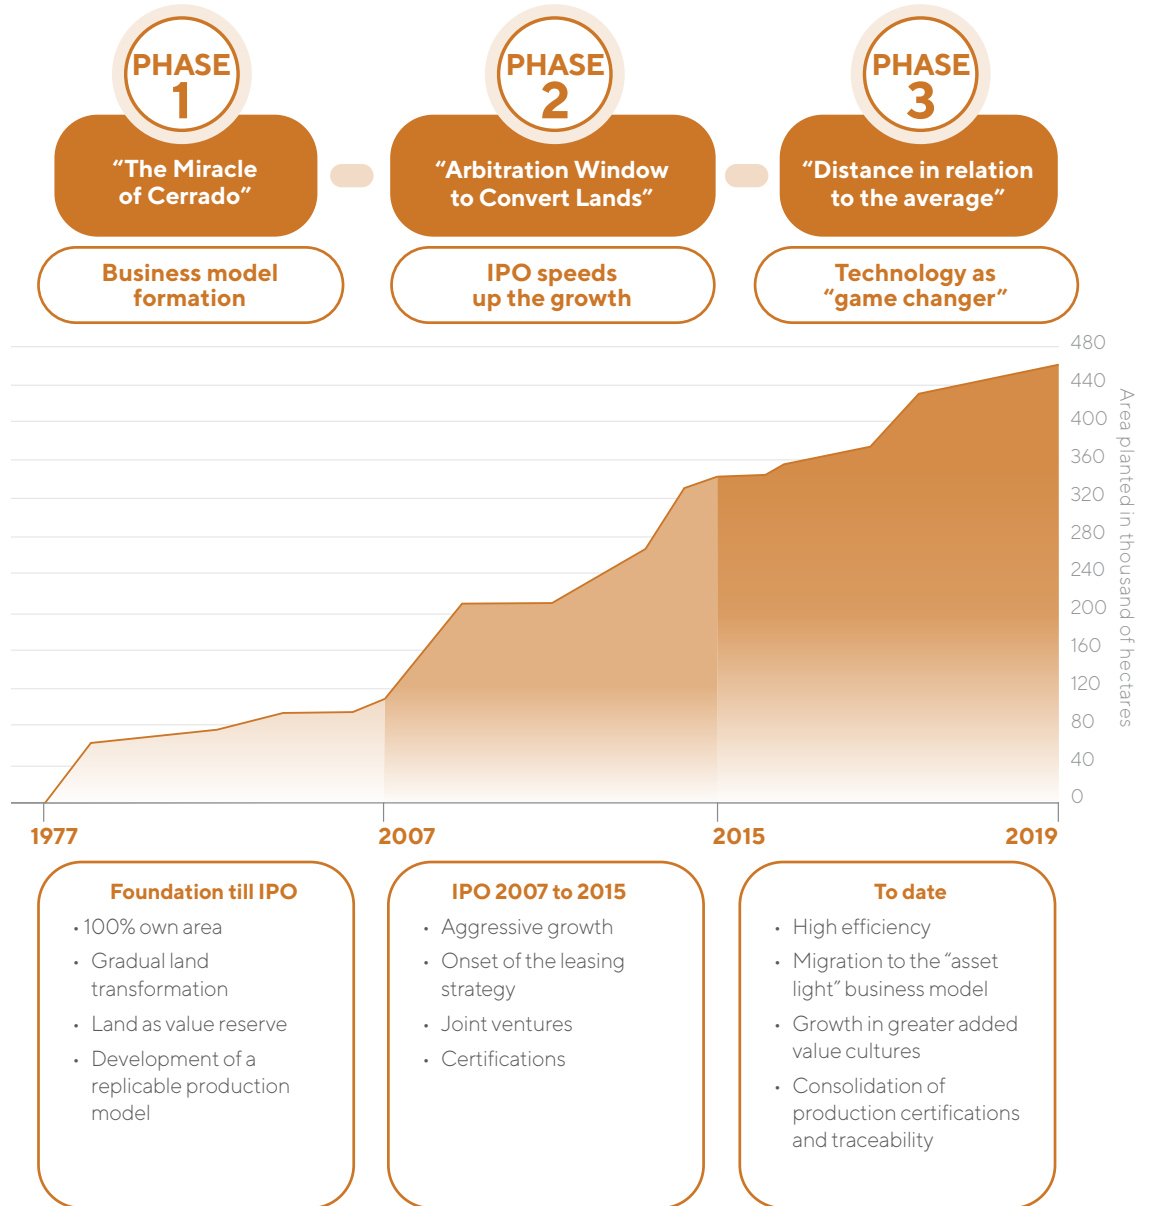 PHASE
1
“The Miracle
of Cerrado”
Business model
formation
PHASE
2
“Arbitration Window
to Convert Lands”
IPO speeds
up the growth
PHASE
3
“Distance in relation
to the average”
Technology as
“game changer”
480
440
400
360
320
280
240
200
160
120
80
40
0
Area planted in thousand of hectares
1977
2007
2015
2019
Foundation till IPO
• 100% own area
• Gradual land
transformation
• Land as value reserve
• Development of a
replicable production
model
IPO 2007 to 2015
• Aggressive growth
• Onset of the leasing
strategy
• Joint ventures
• Certifications
To date
• High efficiency
• Migration to the “asset
light” business model
• Growth in greater added
value cultures
• Consolidation of
production certifications
and traceability